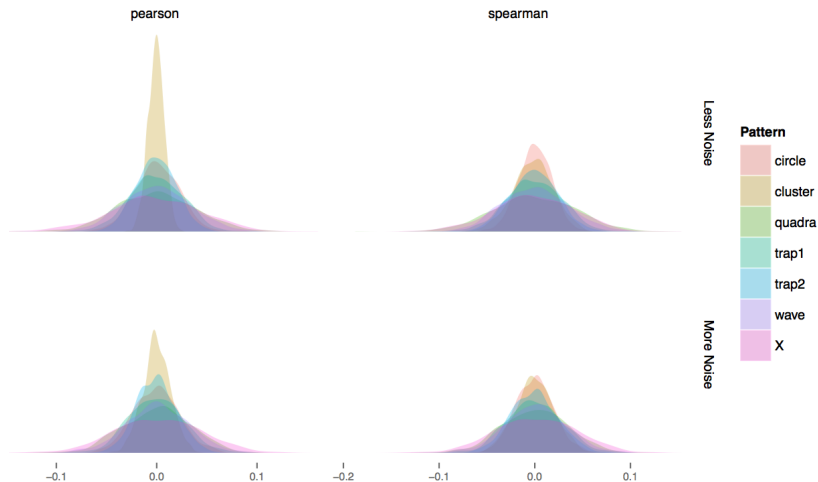 pearson
spearman
Less Noise
More Noise
Pattern
circle
cluster
quadra
trap1
trap2
wave
X
-0.1
0.0
0.1
-0.2
-0.1
0.0
0.1